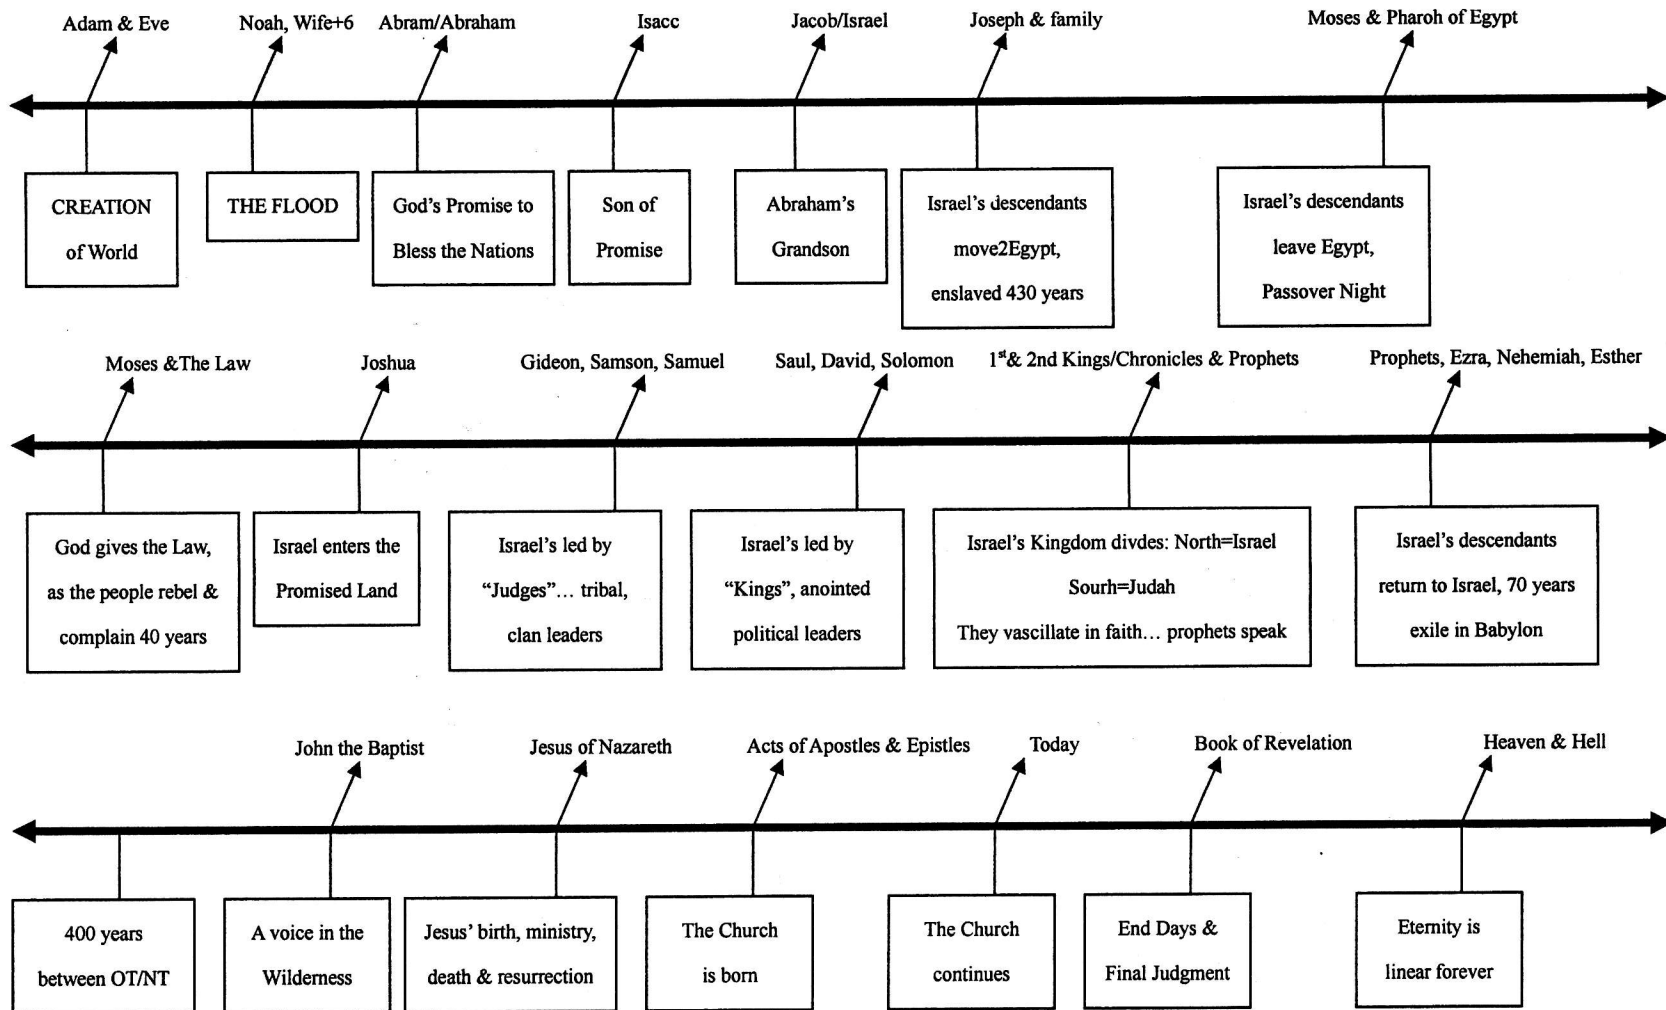 Adam & Eve
Noah, Wife+6
Abram/Abraham
Isacc
Jacob/Israel
Joseph & family
Moses & Pharoh of Egypt
CREATION
of World
THE FLOOD
God's Promise to
Bless the Nations
Son of
Promise
Abraham's
Grandson
Israel's descendants
move2Egypt,
enslaved 430 years
Israel's descendants
leave Egypt,
Passover Night
Moses &The Law
Joshua
Gideon, Samson, Samuel
Saul, David, Solomon
1st& 2nd Kings/Chronicles & Prophets
Prophets, Ezra, Nehemiah, Esther
God gives the Law,
as the people rebel &
complain 40 years
Israel enters the
Promised Land
Israel's led by
“Judges”… tribal,
clan leaders
Israel's led by
“Kings”, anointed
political leaders
Israel's Kingdom divdes: North=Israel
Sourh=Judah
They vascillate in faith… prophets speak
Israel's descendants
return to Israel, 70 years
exile in Babylon
John the Baptist
Jesus of Nazareth
Acts of Apostles & Epistles
Today
Book of Revelation
Heaven & Hell
400 years
between OT/NT
A voice in the
Wilderness
Jesus' birth, ministry,
death & resurrection
The Church
is born
The Church
continues
End Days &
Final Judgment
Eternity is
linear forever